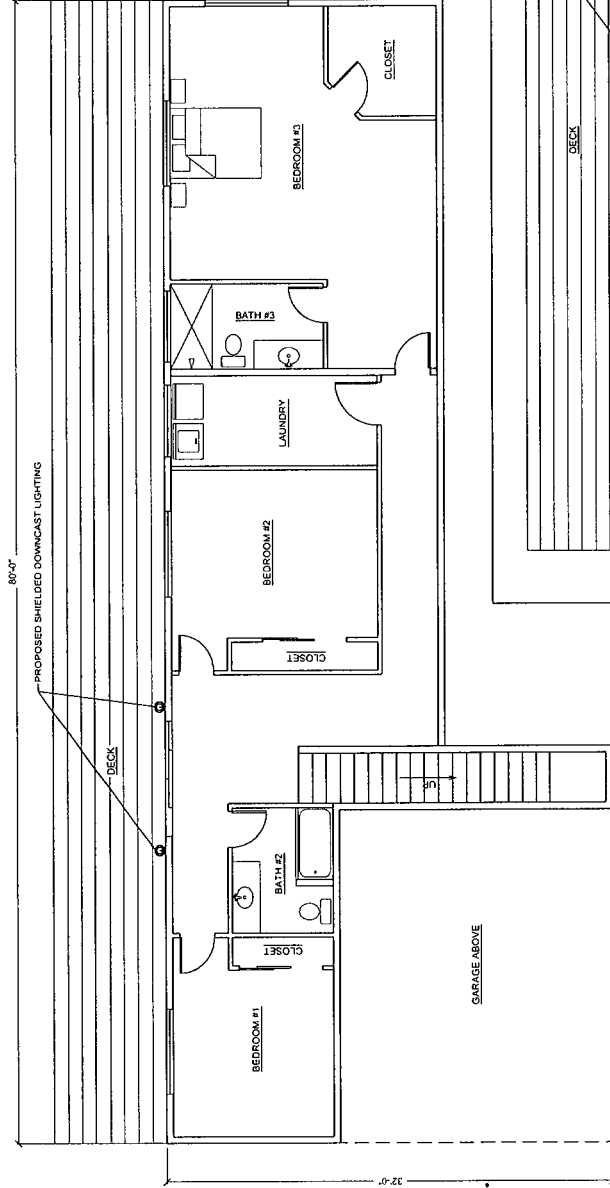 80'-0"
PROPOSED SHIELDED DOWNCAST LIGHTING
DECK
BEDROOM #1
CLOSET
BATH #2
BEDROOM #2
CLOSET
LAUNDRY
BATH #3
BEDROOM #3
CLOSET
UP
GARAGE ABOVE
DECK
32'-0"